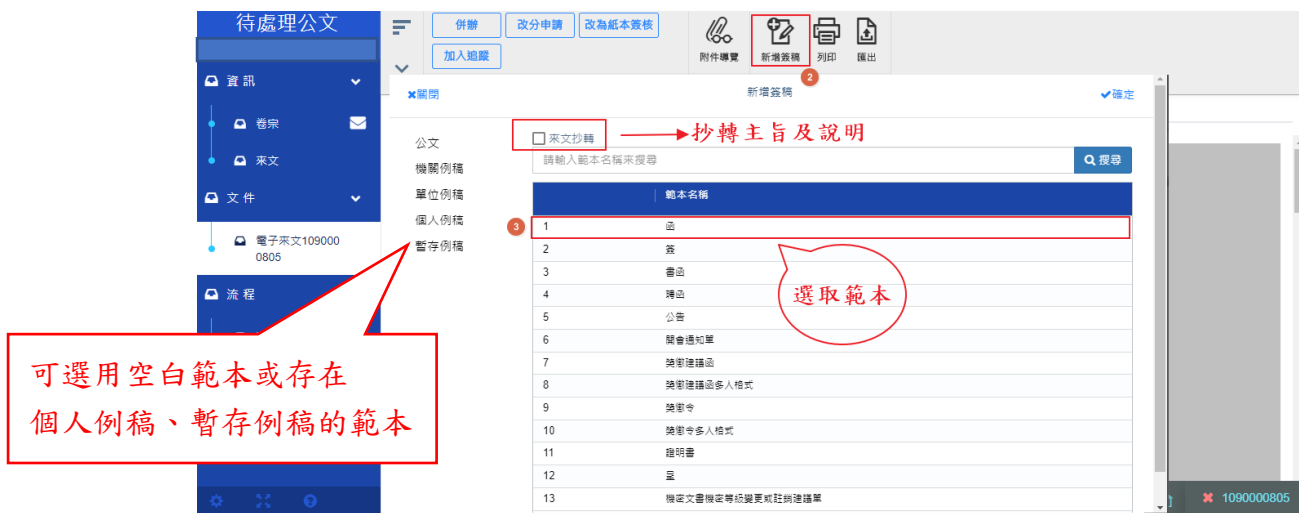 待處理公文
資訊
卷宗
來文
文件
電子來文109000
0805
流程
併辦
改分申請
改為紙本簽核
加入追蹤
附件導覽
新增簽稿
列印
匯出
2
關閉
新增簽稿
確定
公文
機關例稿
單位例稿
個人例稿
暫存例稿
來文抄轉
抄轉主旨及說明
請輸入範本名稱來搜尋
搜尋
範本名稱
3
1 函
2 簽
3 書函
4 聘函
5 公告
6 開會通知單
7 獎懲建議函
8 獎懲建議函多人格式
9 獎懲令
10 獎懲令多人格式
11 證明書
12 呈
13 機密文書機密等級變更或註銷建議單
選取範本
可選用空白範本或存在
個人例稿、暫存例稿的範本
1090000805